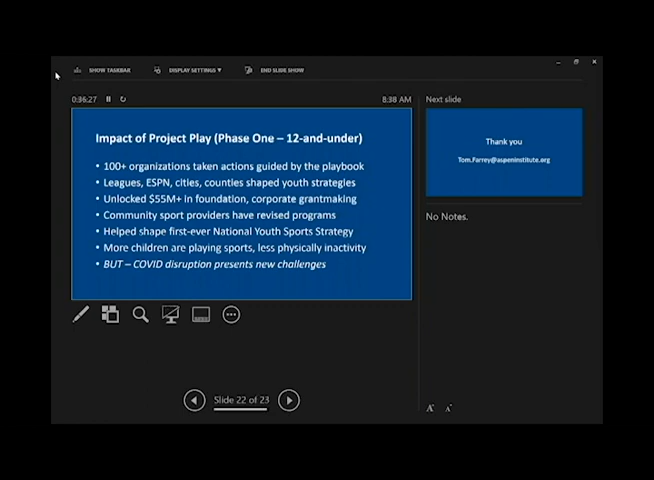 SHOW TASKBAR
DISPLAY SETTINGS ▼
END SLIDE SHOW
0:36:27
8:38 AM
Impact of Project Play (Phase One – 12-and-under)
• 100+ organizations taken actions guided by the playbook
• Leagues, ESPN, cities, counties shaped youth strategies
• Unlocked $55M+ in foundation, corporate grantmaking
• Community sport providers have revised programs
• Helped shape first-ever National Youth Sports Strategy
• More children are playing sports, less physically inactivity
• BUT – COVID disruption presents new challenges
Slide 22 of 23
Next slide
Thank you
Tom.Farrey@aspeninstitute.org
No Notes.
A A